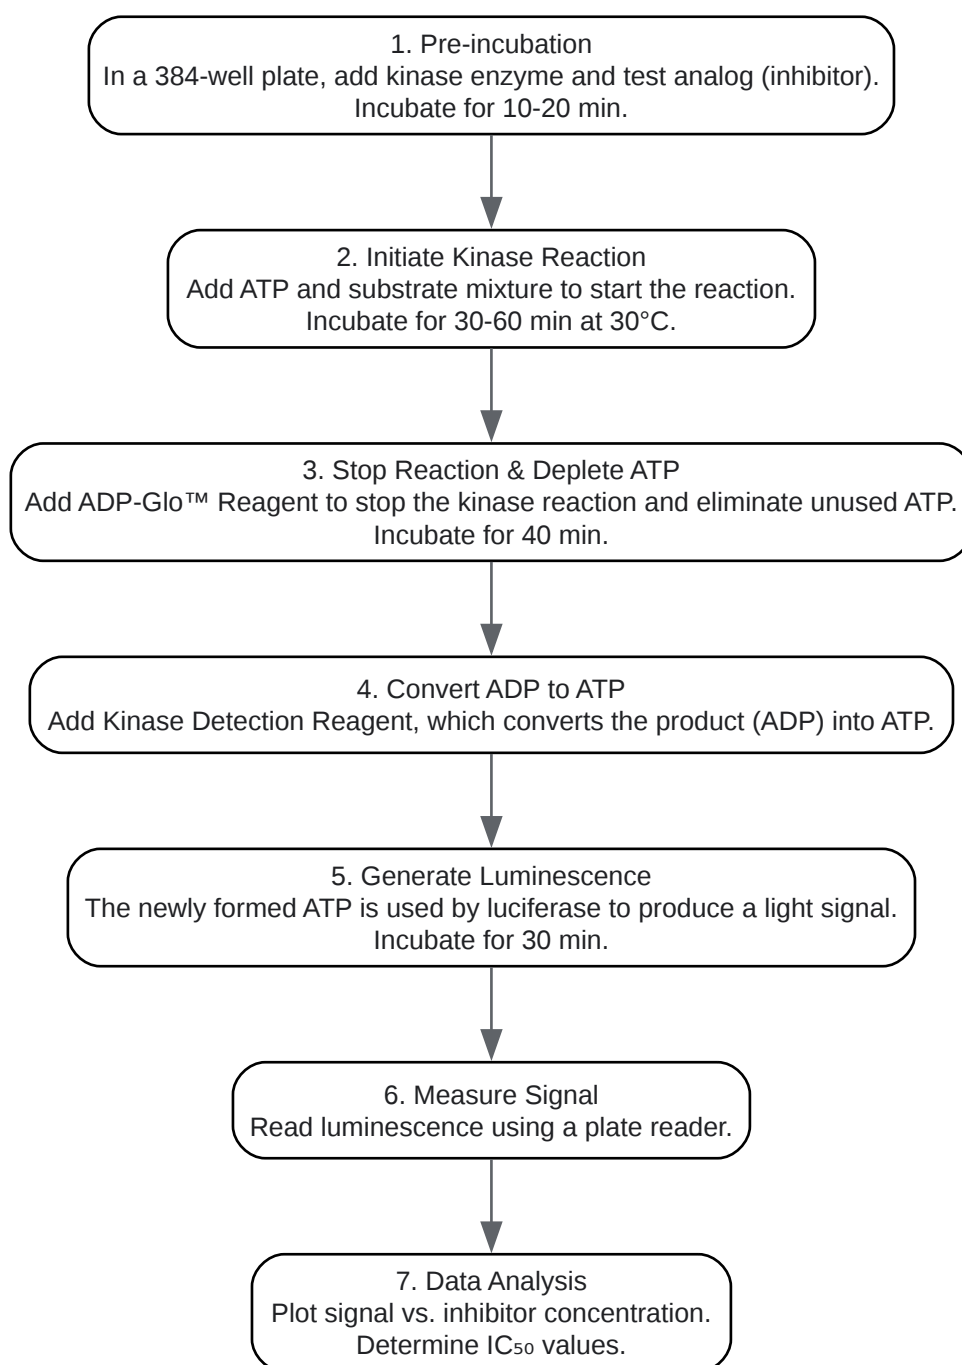 1. Pre-incubation
In a 384-well plate, add kinase enzyme and test analog (inhibitor).
Incubate for 10-20 min.
2. Initiate Kinase Reaction
Add ATP and substrate mixture to start the reaction.
Incubate for 30-60 min at 30°C.
3. Stop Reaction & Deplete ATP
Add ADP-Glo™ Reagent to stop the kinase reaction and eliminate unused ATP.
Incubate for 40 min.
4. Convert ADP to ATP
Add Kinase Detection Reagent, which converts the product (ADP) into ATP.
5. Generate Luminescence
The newly formed ATP is used by luciferase to produce a light signal.
Incubate for 30 min.
6. Measure Signal
Read luminescence using a plate reader.
7. Data Analysis
Plot signal vs. inhibitor concentration.
Determine IC₅₀ values.